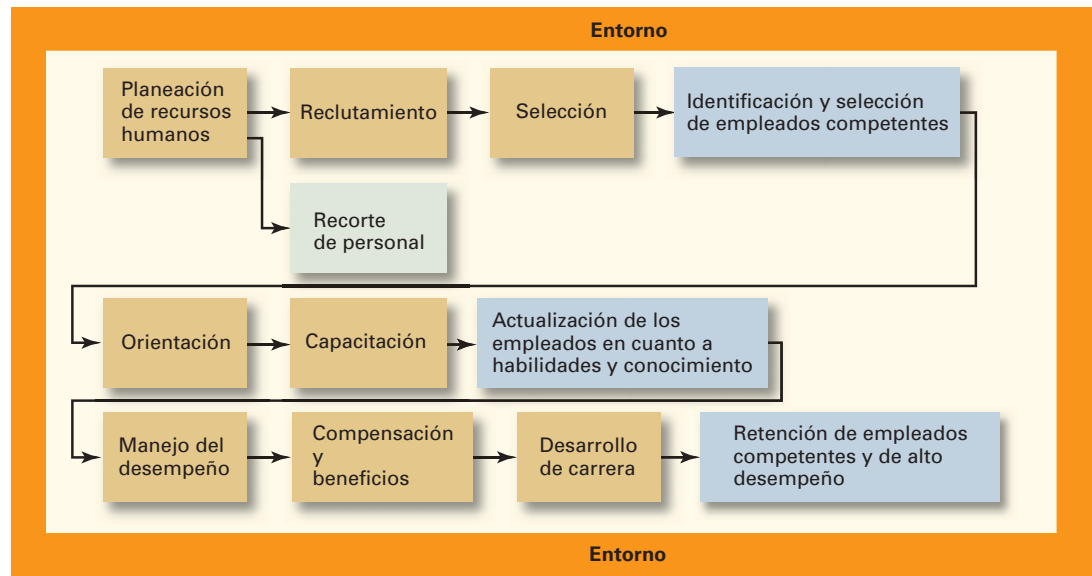 Entorno
Planeación
de recursos
humanos
Reclutamiento
Selección
Identificación y selección
de empleados competentes
Recorte
de personal
Orientación
Capacitación
Actualización de los
empleados en cuanto a
habilidades y conocimiento
Manejo del
desempeño
Compensación
y
beneficios
Desarrollo
de carrera
Retención de empleados
competentes y de alto
desempeño
Entorno